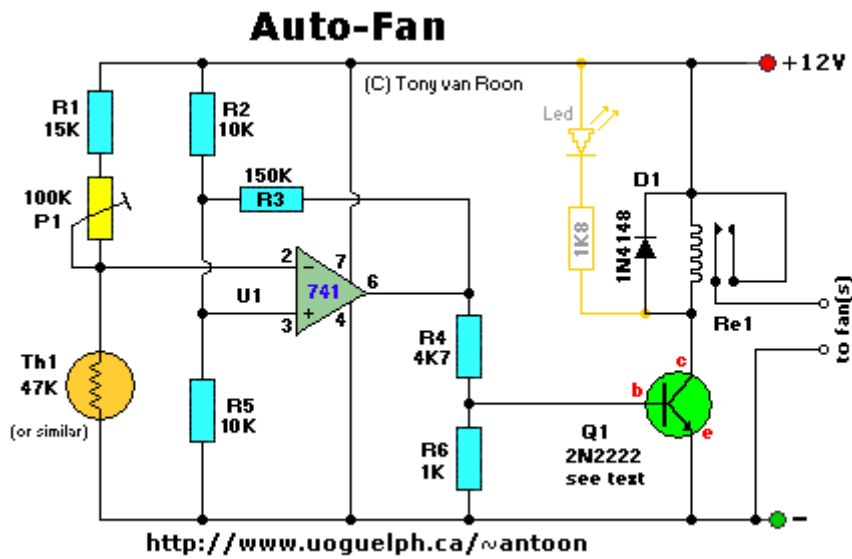 Auto-Fan
+12V
(C) Tony van Roon
R1
15K
R2
10K
Led
150K
R3
D1
100K
P1
1K8
1N4148
2
7
−
741
6
U1
+
3
4
Re1
to fan(s)
R4
4K7
Th1
47K
(or similar)
c
b
e
R5
10K
R6
1K
Q1
2N2222
see text
−
http://www.uoguelph.ca/~antoon